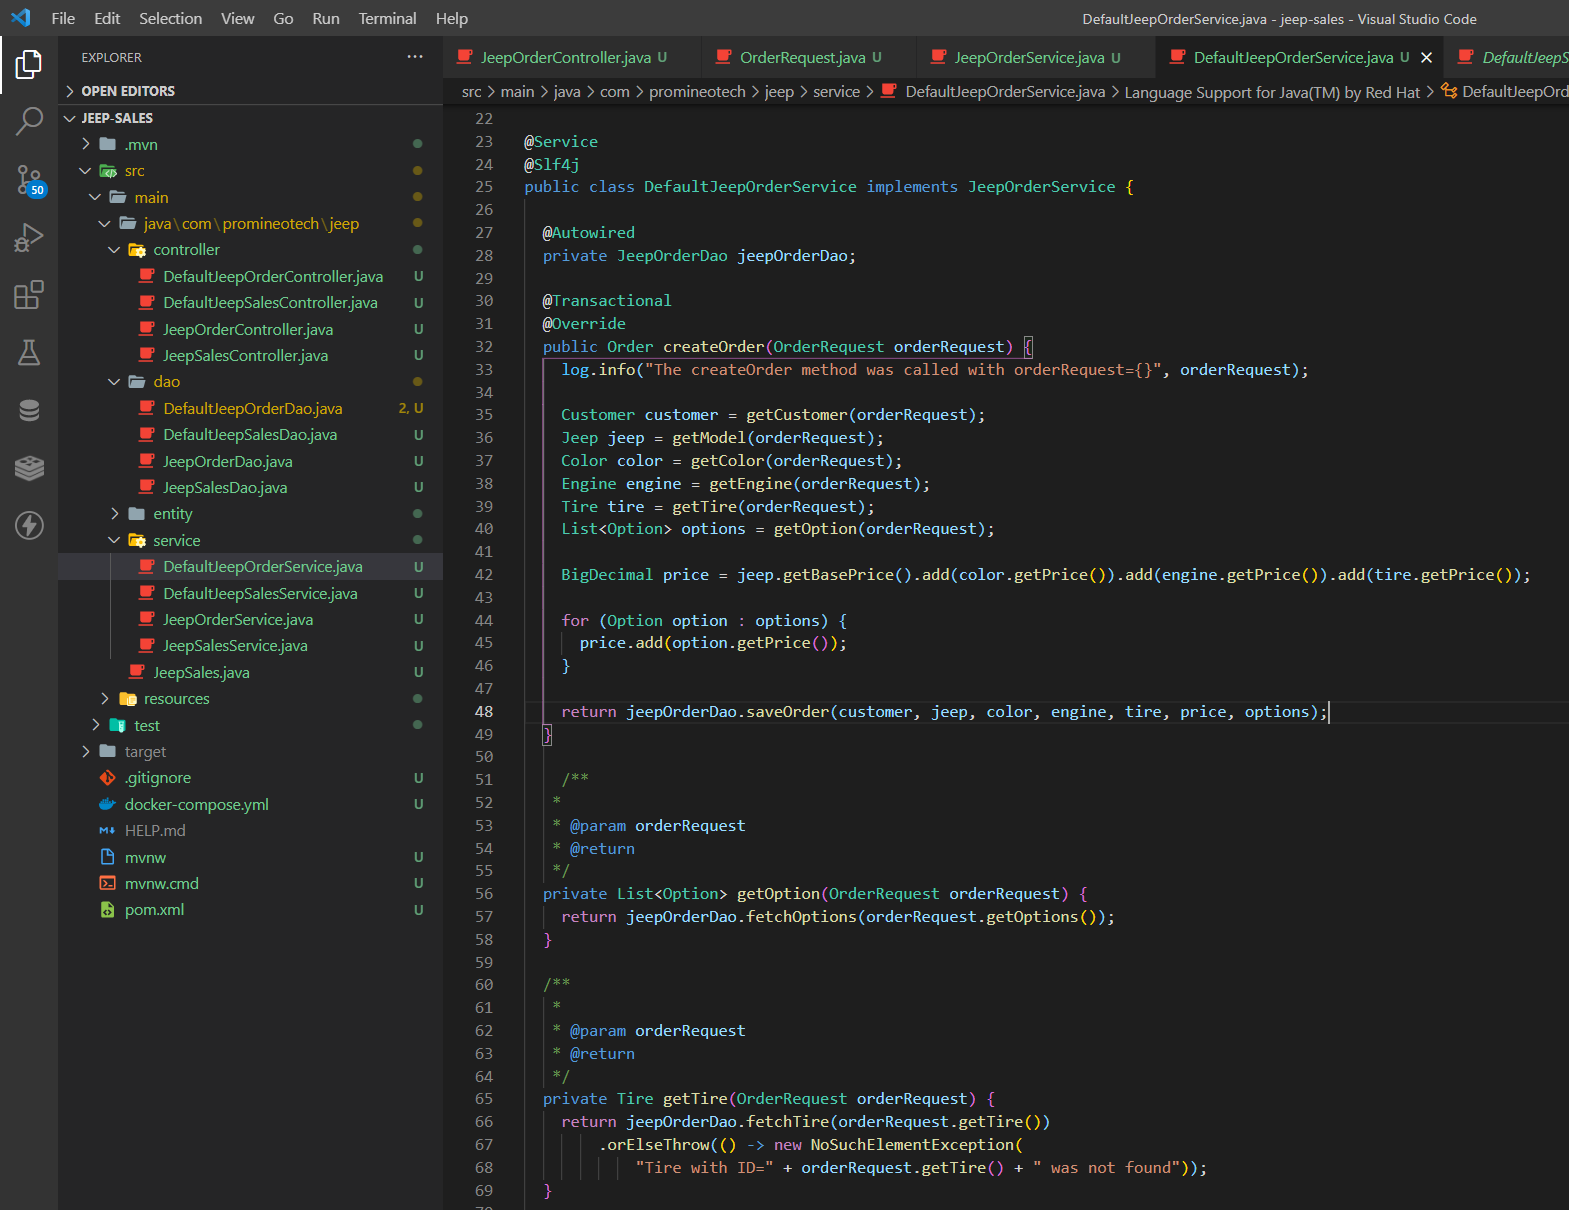 File Edit Selection View Go Run Terminal Help
DefaultJeepOrderService.java - jeep-sales - Visual Studio Code
EXPLORER ···
OPEN EDITORS
JEEP-SALES
.mvn
src
main
java\com\promineotech\jeep
controller
DefaultJeepOrderController.java U
DefaultJeepSalesController.java U
JeepOrderController.java U
JeepSalesController.java U
dao
DefaultJeepOrderDao.java 2, U
DefaultJeepSalesDao.java U
JeepOrderDao.java U
JeepSalesDao.java U
entity
service
DefaultJeepOrderService.java U
DefaultJeepSalesService.java U
JeepOrderService.java U
JeepSalesService.java U
JeepSales.java U
resources
test
target
.gitignore U
docker-compose.yml U
HELP.md
mvnw U
mvnw.cmd U
pom.xml U
50
JeepOrderController.java U OrderRequest.java U JeepOrderService.java U DefaultJeepOrderService.java U DefaultJeepS
src > main > java > com > promineotech > jeep > service > DefaultJeepOrderService.java > Language Support for Java(TM) by Red Hat > DefaultJeepOrd
22
23 @Service
24 @Slf4j
25 public class DefaultJeepOrderService implements JeepOrderService {
26
27 @Autowired
28 private JeepOrderDao jeepOrderDao;
29
30 @Transactional
31 @Override
32 public Order createOrder(OrderRequest orderRequest) {
33 log.info("The createOrder method was called with orderRequest={}", orderRequest);
34
35 Customer customer = getCustomer(orderRequest);
36 Jeep jeep = getModel(orderRequest);
37 Color color = getColor(orderRequest);
38 Engine engine = getEngine(orderRequest);
39 Tire tire = getTire(orderRequest);
40 List<Option> options = getOption(orderRequest);
41
42 BigDecimal price = jeep.getBasePrice().add(color.getPrice()).add(engine.getPrice()).add(tire.getPrice());
43
44 for (Option option : options) {
45 price.add(option.getPrice());
46 }
47
48 return jeepOrderDao.saveOrder(customer, jeep, color, engine, tire, price, options);
49 }
50
51 /**
52 *
53 * @param orderRequest
54 * @return
55 */
56 private List<Option> getOption(OrderRequest orderRequest) {
57 return jeepOrderDao.fetchOptions(orderRequest.getOptions());
58 }
59
60 /**
61 *
62 * @param orderRequest
63 * @return
64 */
65 private Tire getTire(OrderRequest orderRequest) {
66 return jeepOrderDao.fetchTire(orderRequest.getTire())
67 .orElseThrow(() -> new NoSuchElementException(
68 "Tire with ID=" + orderRequest.getTire() + " was not found"));
69 }